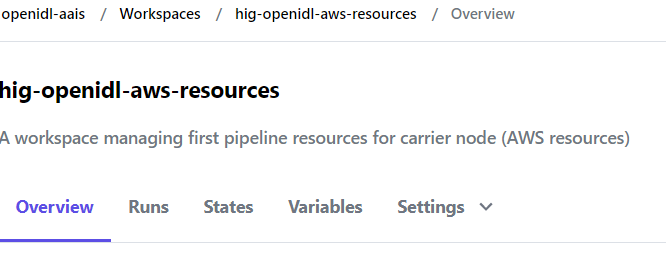 openidl-aais / Workspaces / hig-openidl-aws-resources / Overview
hig-openidl-aws-resources
A workspace managing first pipeline resources for carrier node (AWS resources)
Overview Runs States Variables Settings